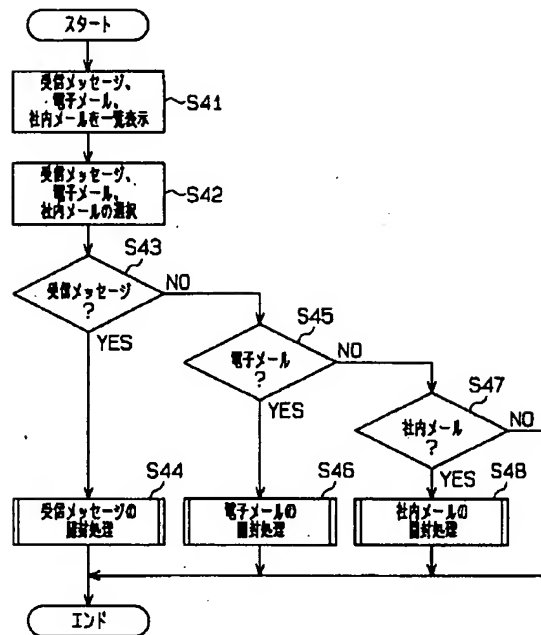 スタート
受信メッセージ、
電子メール、
社内メールを一覧表示
S41
受信メッセージ、
電子メール、
社内メールの選択
S42
S43
受信メッセージ
?
NO
YES
S45
電子メール
?
NO
YES
S47
社内メール
?
NO
YES
S44
受信メッセージの
開封処理
S46
電子メールの
開封処理
S48
社内メールの
開封処理
エンド